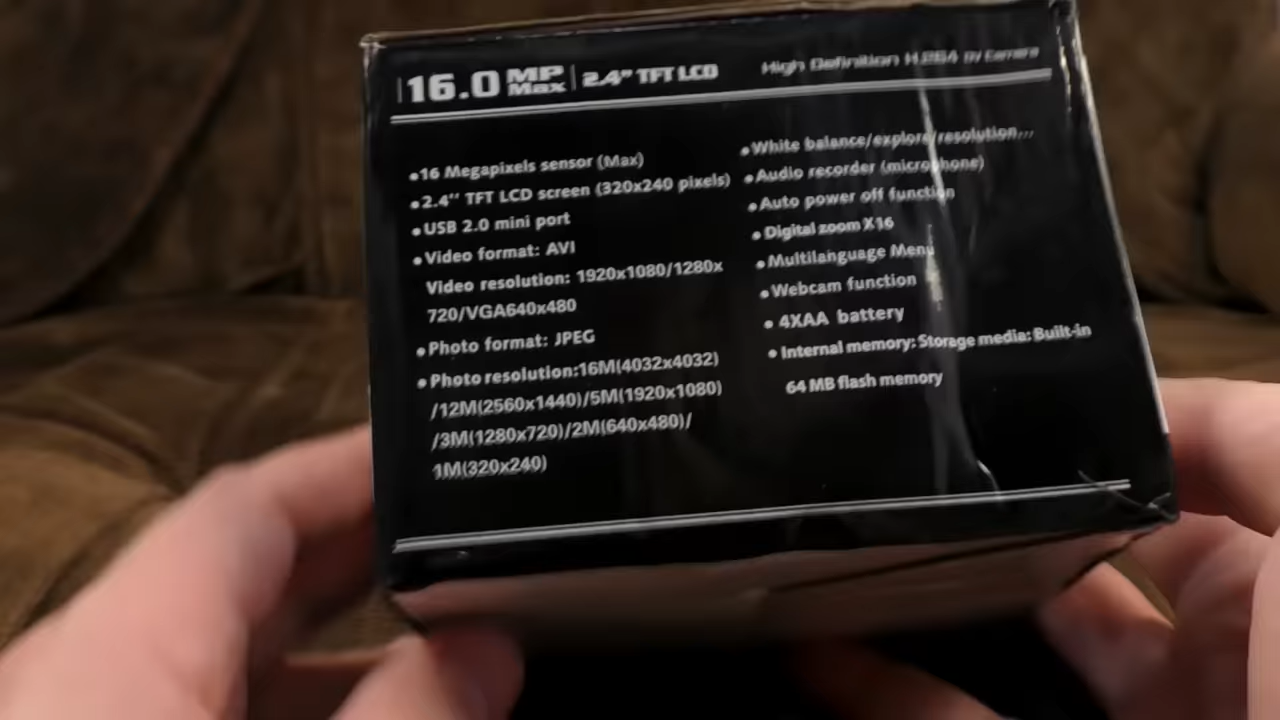 16.0 MP Max 2.4" TFT LCD
High Definition H.264 DV Camera
•16 Megapixels sensor (Max)
•2.4'' TFT LCD screen (320x240 pixels)
•USB 2.0 mini port
•Video format: AVI
Video resolution: 1920x1080/1280x
720/VGA640x480
•Photo format: JPEG
•Photo resolution:16M(4032x4032)
/12M(2560x1440)/5M(1920x1080)
/3M(1280x720)/2M(640x480)/
1M(320x240)
•White balance/explore/resolution...
•Audio recorder (microphone)
•Auto power off function
•Digital zoom X16
•Multilanguage Menu
•Webcam function
•4XAA battery
•Internal memory: Storage media: Built-in
64 MB flash memory